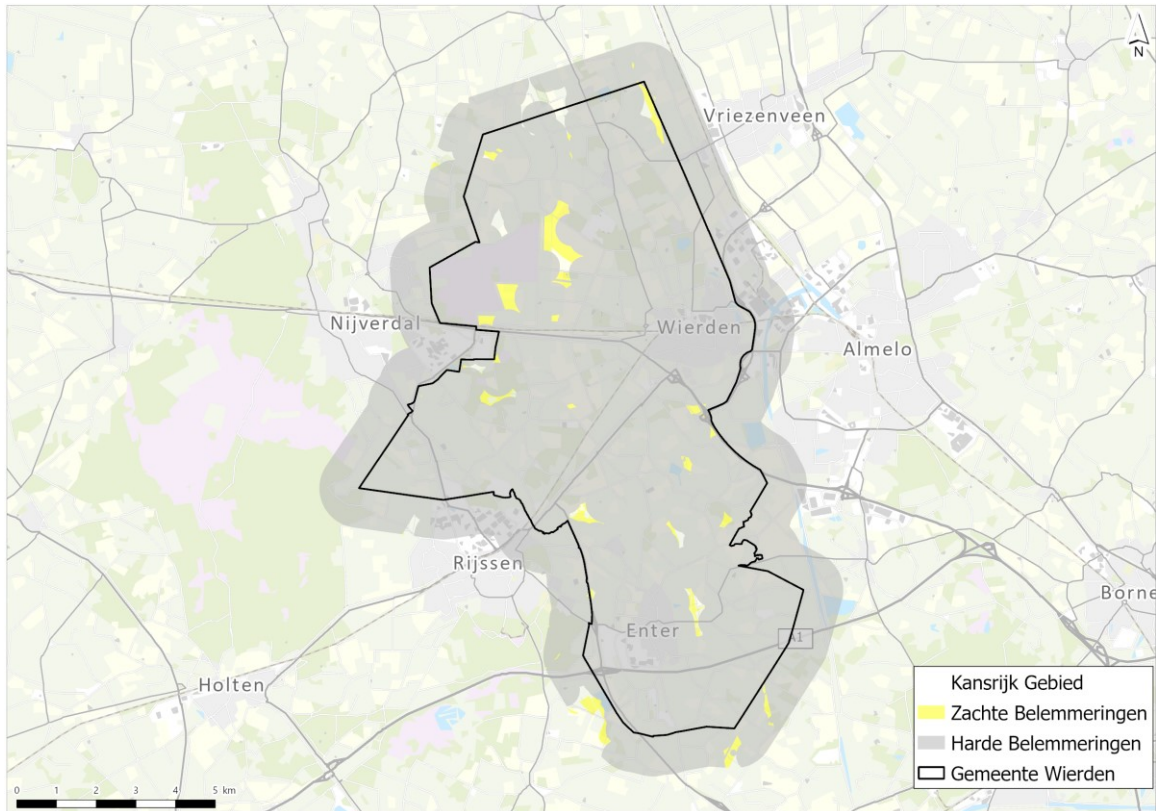 N
Vriezenveen
Nijverdal
Wierden
Almelo
Rijssen
Enter
A1
Borne
Holten
Kansrijk Gebied
Zachte Belemmeringen
Harde Belemmeringen
Gemeente Wierden
0 1 2 3 4 5 km